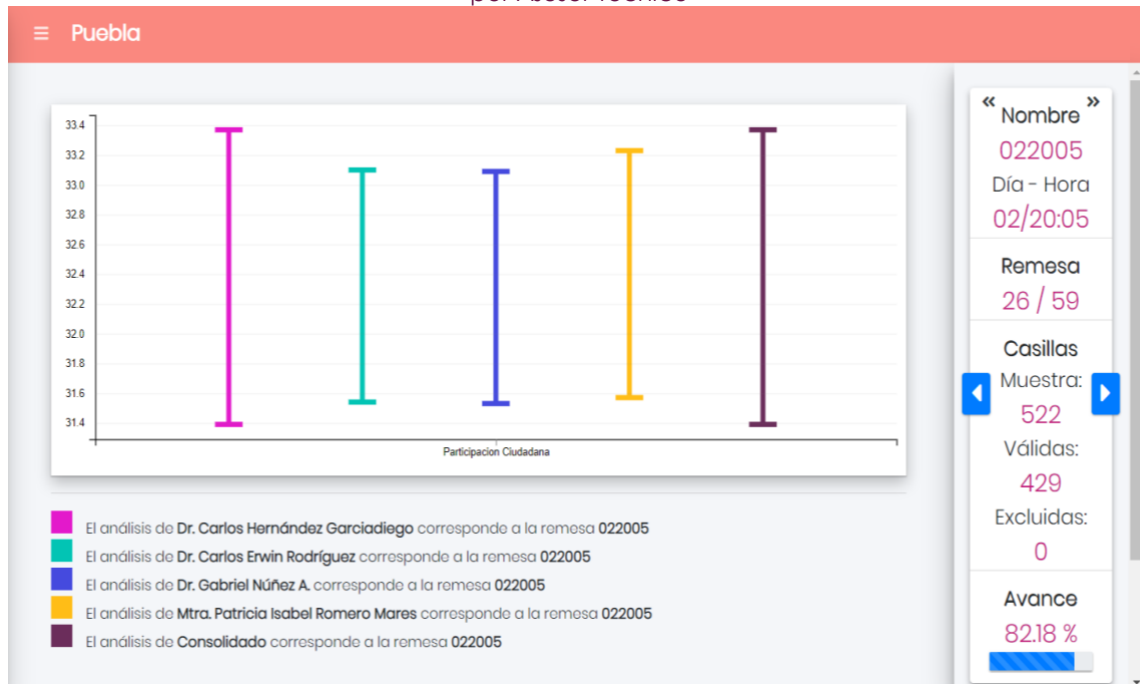 por Asesor Técnico
Puebla
33.4
33.2
33.0
32.8
32.6
32.4
32.2
32.0
31.8
31.6
31.4
Participacion Ciudadana
El análisis de Dr. Carlos Hernández Garciadiego corresponde a la remesa 022005
El análisis de Dr. Carlos Erwin Rodríguez corresponde a la remesa 022005
El análisis de Dr. Gabriel Núñez A. corresponde a la remesa 022005
El análisis de Mtra. Patricia Isabel Romero Mares corresponde a la remesa 022005
El análisis de Consolidado corresponde a la remesa 022005
« Nombre »
022005
Día - Hora
02/20:05
Remesa
26 / 59
Casillas
Muestra:
522
Válidas:
429
Excluidas:
0
Avance
82.18 %